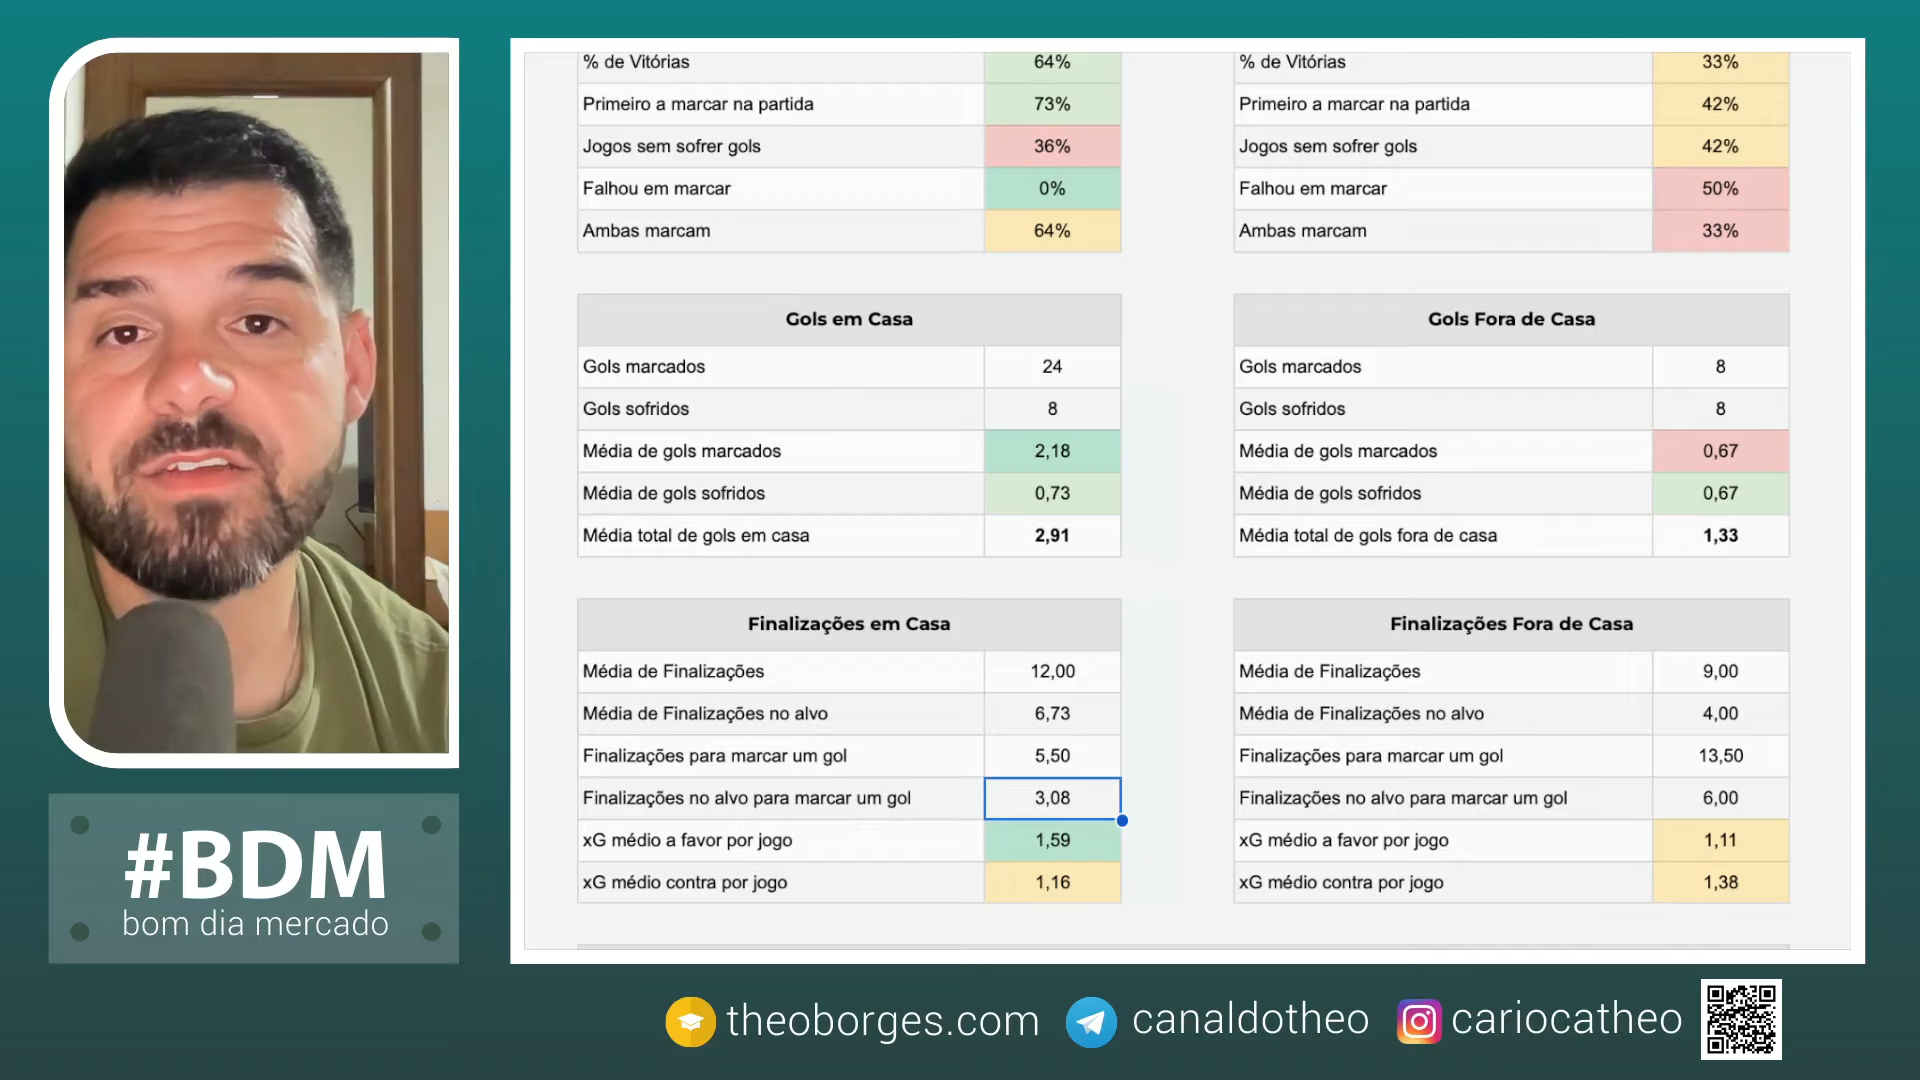 % de Vitórias 64%
Primeiro a marcar na partida 73%
Jogos sem sofrer gols 36%
Falhou em marcar 0%
Ambas marcam 64%
Gols em Casa
Gols marcados 24
Gols sofridos 8
Média de gols marcados 2,18
Média de gols sofridos 0,73
Média total de gols em casa 2,91
Finalizações em Casa
Média de Finalizações 12,00
Média de Finalizações no alvo 6,73
Finalizações para marcar um gol 5,50
Finalizações no alvo para marcar um gol 3,08
xG médio a favor por jogo 1,59
xG médio contra por jogo 1,16
% de Vitórias 33%
Primeiro a marcar na partida 42%
Jogos sem sofrer gols 42%
Falhou em marcar 50%
Ambas marcam 33%
Gols Fora de Casa
Gols marcados 8
Gols sofridos 8
Média de gols marcados 0,67
Média de gols sofridos 0,67
Média total de gols fora de casa 1,33
Finalizações Fora de Casa
Média de Finalizações 9,00
Média de Finalizações no alvo 4,00
Finalizações para marcar um gol 13,50
Finalizações no alvo para marcar um gol 6,00
xG médio a favor por jogo 1,11
xG médio contra por jogo 1,38
#BDM
bom dia mercado
theoborges.com canaldotheo cariocatheo